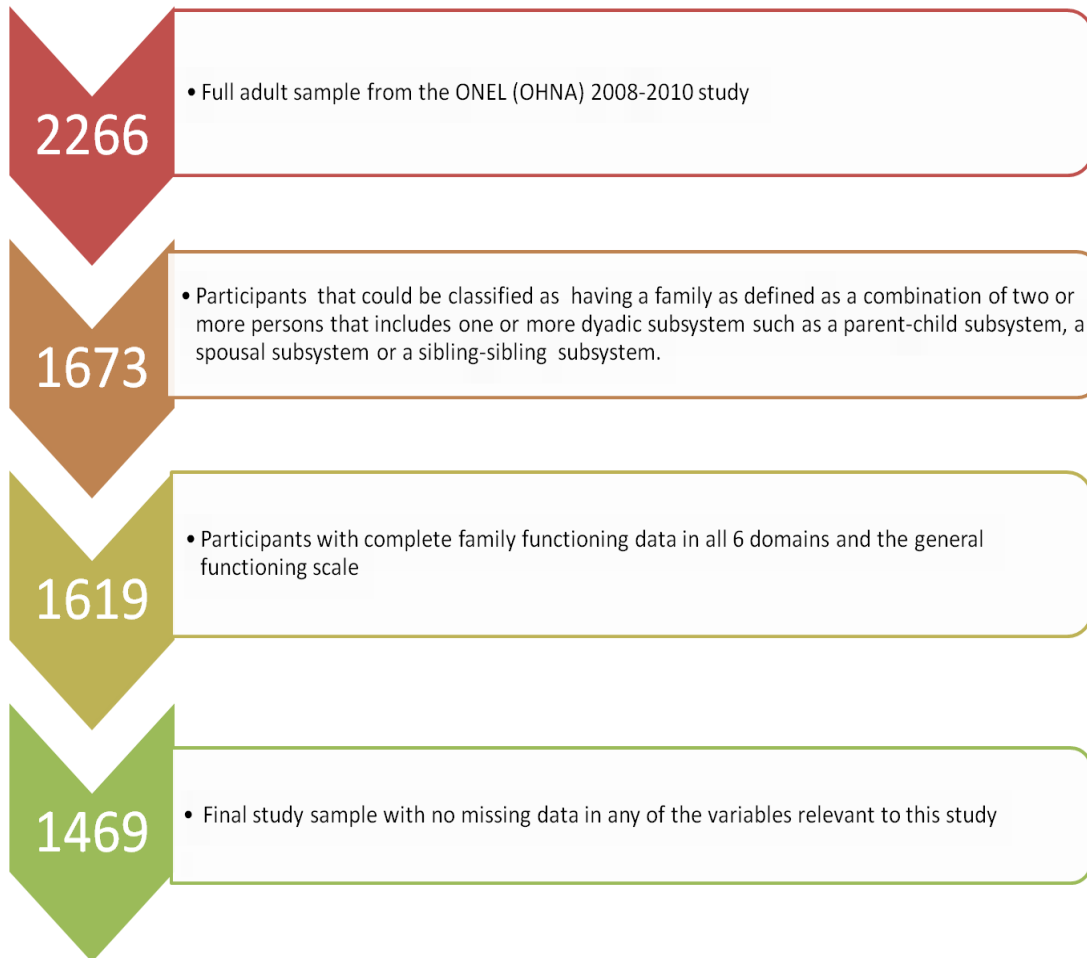 2266
• Full adult sample from the ONEL (OHNA) 2008-2010 study
1673
• Participants that could be classified as having a family as defined as a combination of two or
more persons that includes one or more dyadic subsystem such as a parent-child subsystem, a
spousal subsystem or a sibling-sibling subsystem.
1619
• Participants with complete family functioning data in all 6 domains and the general
functioning scale
1469
• Final study sample with no missing data in any of the variables relevant to this study